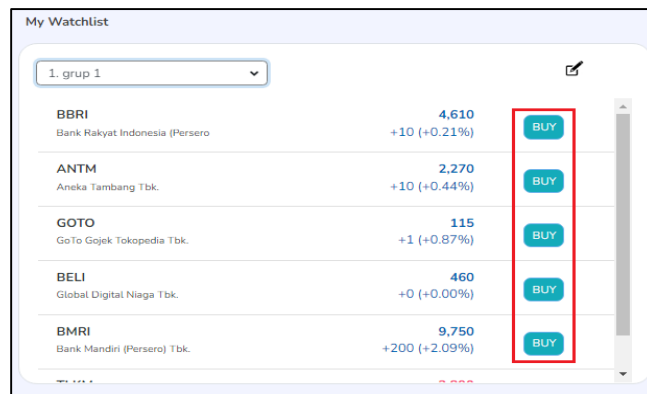 My Watchlist
1. grup 1
BBRI 4,610
Bank Rakyat Indonesia (Persero +10 (+0.21%) BUY
ANTM 2,270
Aneka Tambang Tbk. +10 (+0.44%) BUY
GOTO 115
GoTo Gojek Tokopedia Tbk. +1 (+0.87%) BUY
BELI 460
Global Digital Niaga Tbk. +0 (+0.00%) BUY
BMRI 9,750
Bank Mandiri (Persero) Tbk. +200 (+2.09%) BUY